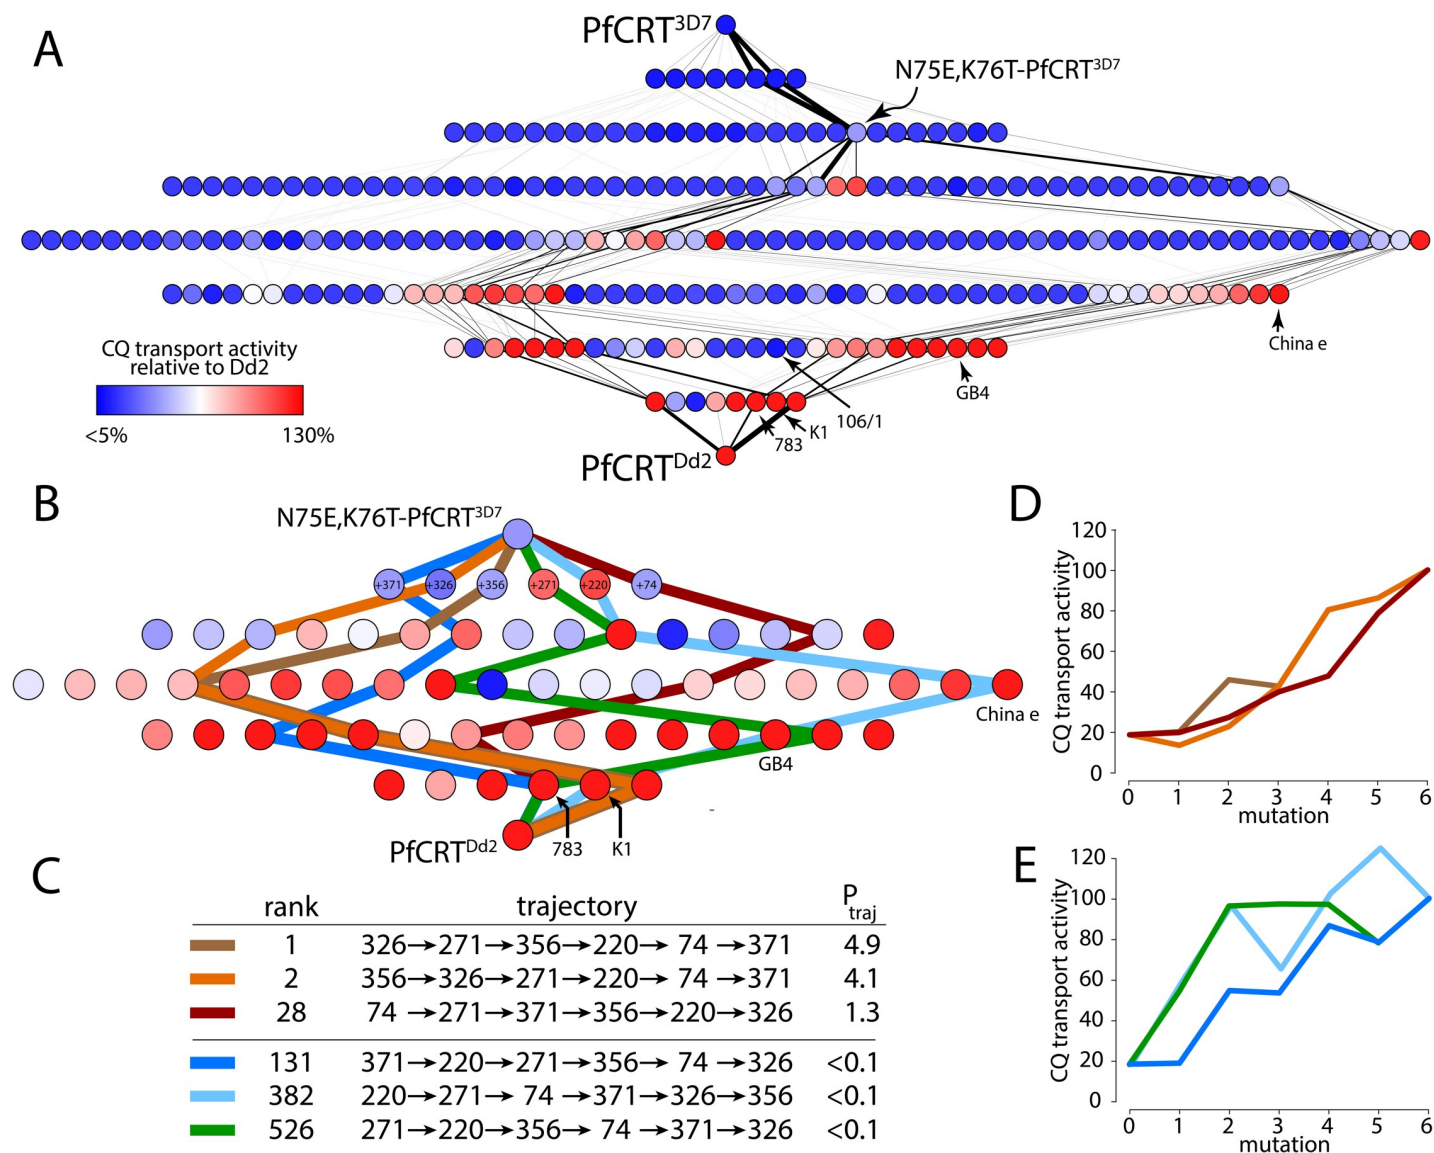 A
PfCRT3D7
N75E,K76T-PfCRT3D7
CQ transport activity
relative to Dd2
<5% 130%
China e
GB4
106/1
K1
783
PfCRTDd2
B
N75E,K76T-PfCRT3D7
+371 +326 +356 +271 +220 +74
China e
GB4
783 K1
PfCRTDd2
C
rank trajectory Ptraj
1 326→271→356→220→ 74 →371 4.9
2 356→326→271→220→ 74 →371 4.1
28 74 →271→371→356→220→326 1.3
131 371→220→271→356→ 74 →326 <0.1
382 220→271→ 74 →371→326→356 <0.1
526 271→220→356→ 74 →371→326 <0.1
D
CQ transport activity
120
100
80
60
40
20
0
0 1 2 3 4 5 6
mutation
E
CQ transport activity
120
100
80
60
40
20
0
0 1 2 3 4 5 6
mutation